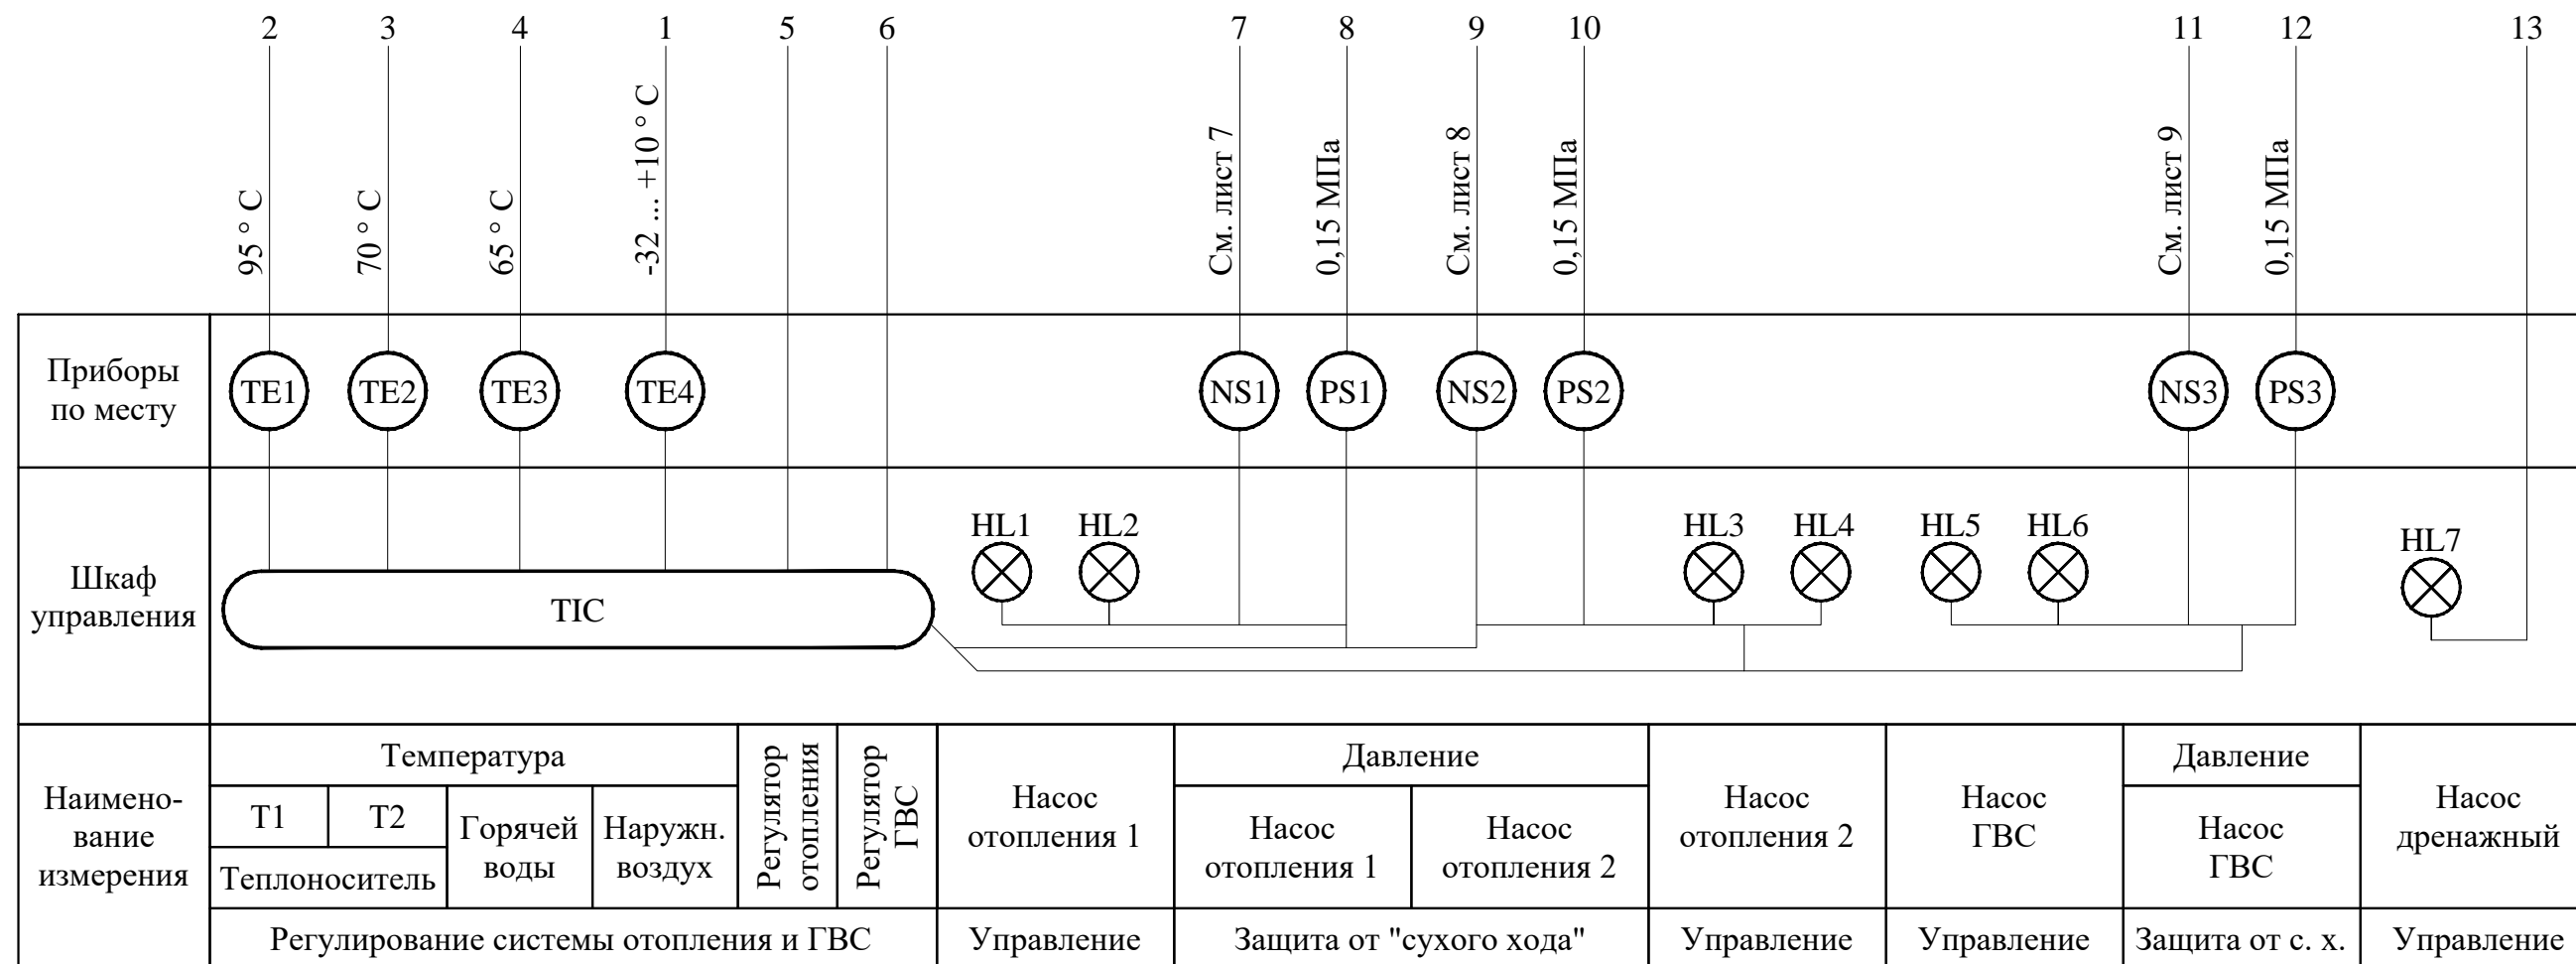 2 3 4 1 5 6 7 8 9 10 11 12 13
95 ° С
70 ° С
65 ° С
-32 ... +10 ° С
См. лист 7
0,15 МПа
См. лист 8
0,15 МПа
См. лист 9
0,15 МПа
Приборы
по месту
TE1 TE2 TE3 TE4 NS1 PS1 NS2 PS2 NS3 PS3
Шкаф
управления
TIC
HL1 HL2 HL3 HL4 HL5 HL6 HL7
Наимено-
вание
измерения
Температура
Т1 Т2
Теплоноситель
Горячей
воды
Наружн.
воздух
Регулятор
отопления
Регулятор
ГВС
Насос
отопления 1
Давление
Насос
отопления 1
Насос
отопления 2
Насос
отопления 2
Насос
ГВС
Давление
Насос
ГВС
Насос
дренажный
Регулирование системы отопления и ГВС
Управление
Защита от "сухого хода"
Управление
Управление
Защита от с. х.
Управление